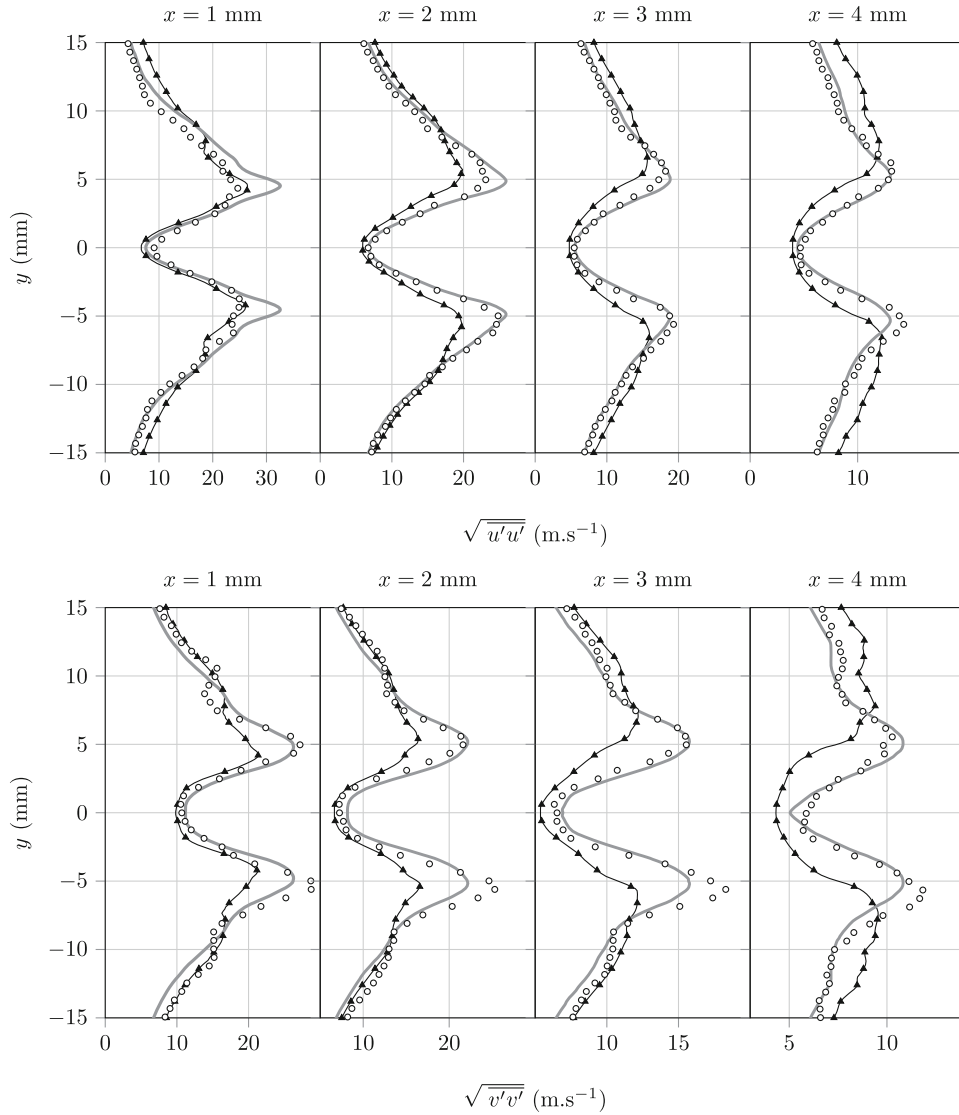 x = 1 mm x = 2 mm x = 3 mm x = 4 mm
15
10
5
0
−5
−10
−15
y (mm)
0 10 20 30 0 10 20 0 10 20 0 10
√u′u′ (m.s−1)
x = 1 mm x = 2 mm x = 3 mm x = 4 mm
15
10
5
0
−5
−10
−15
y (mm)
0 10 20 10 20 10 15 5 10
√v′v′ (m.s−1)